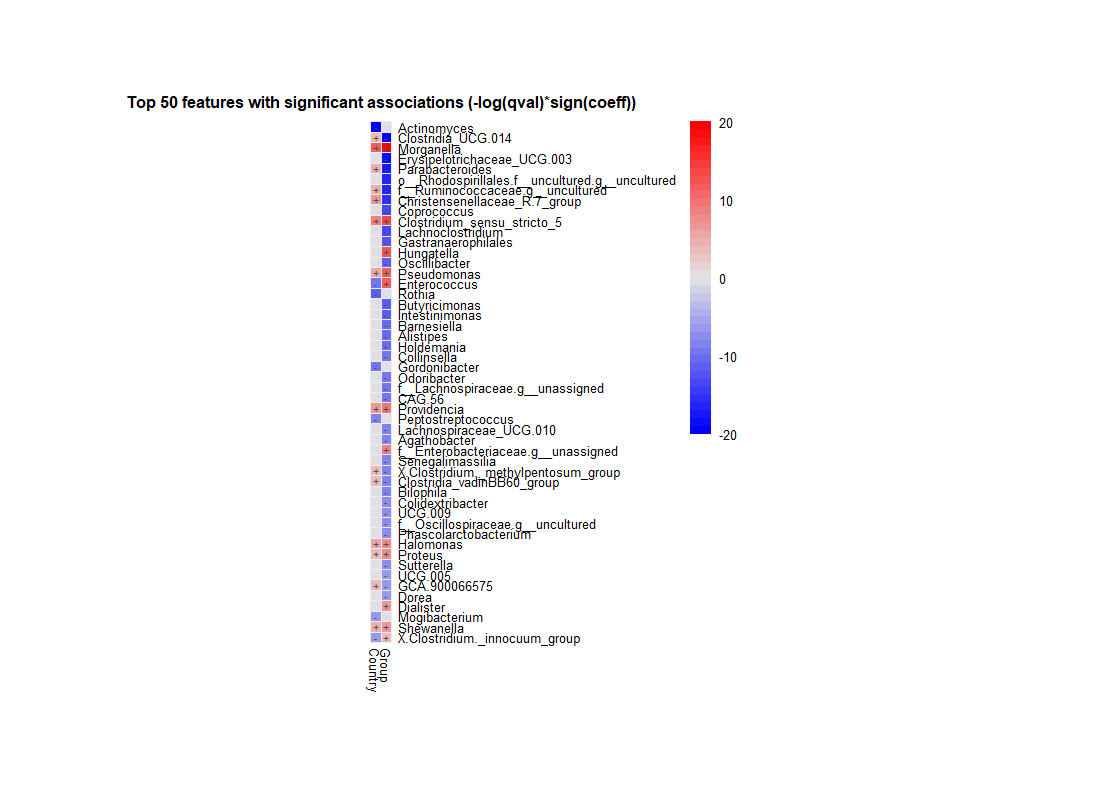 Top 50 features with significant associations (-log(qval)*sign(coeff))
Actinomyces
Clostridia_UCG.014
Morganella
Erysipelotrichaceae_UCG.003
Parabacteroides
o__Rhodospirillales.f__uncultured.g__uncultured
f__Ruminococcaceae.g__uncultured
Christensenellaceae_R.7_group
Coprococcus
Clostridium_sensu_stricto_5
Lachnoclostridium
Gastranaerophilales
Hungatella
Oscillibacter
Pseudomonas
Enterococcus
Rothia
Butyricimonas
Intestinimonas
Barnesiella
Alistipes
Holdemania
Collinsella
Gordonibacter
Odoribacter
f__Lachnospiraceae.g__unassigned
CAG.56
Providencia
Peptostreptococcus
Lachnospiraceae_UCG.010
Agathobacter
f__Enterobacteriaceae.g__unassigned
Senegalimassilia
X.Clostridium._methylpentosum_group
Clostridia_vadinBB60_group
Bilophila
Colidextribacter
UCG.009
f__Oscillospiraceae.g__uncultured
Phascolarctobacterium
Halomonas
Proteus
Sutterella
UCG.005
GCA.900066575
Dorea
Dialister
Mogibacterium
Shewanella
X.Clostridium._innocuum_group
Country
Group
20
10
0
-10
-20